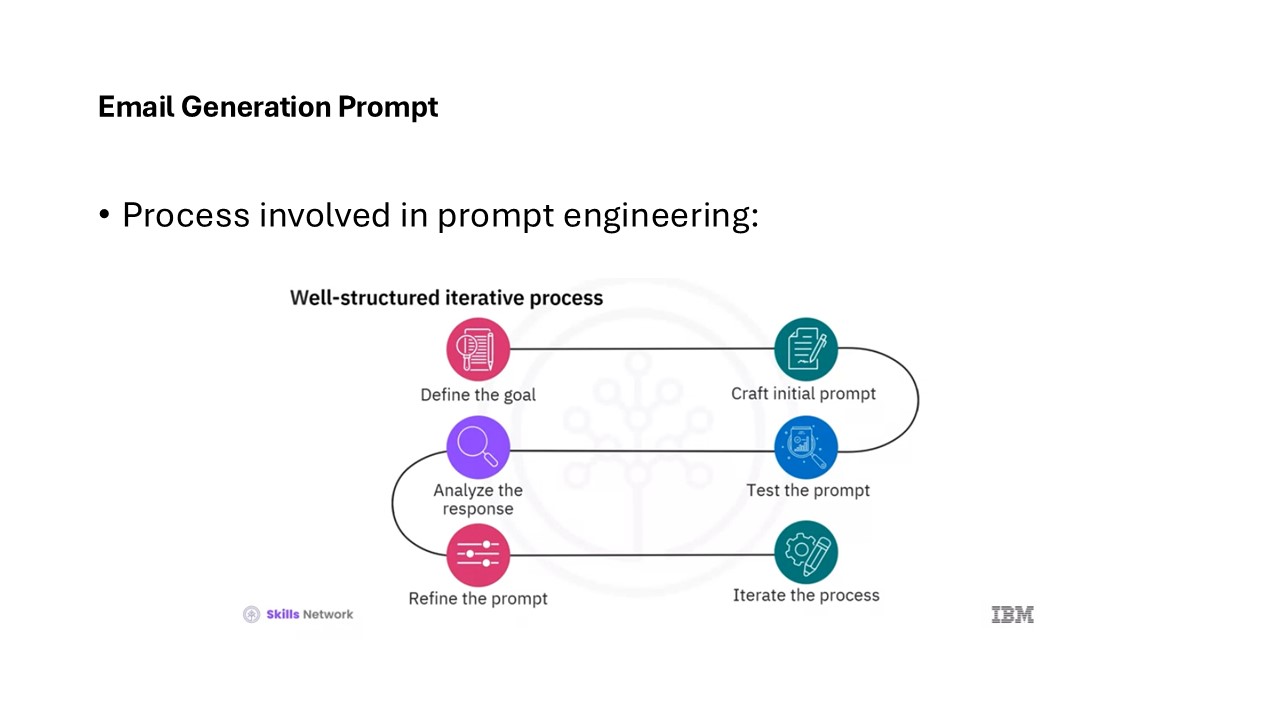 Email Generation Prompt
• Process involved in prompt engineering:
Well-structured iterative process
Define the goal
Craft initial prompt
Test the prompt
Analyze the
response
Refine the prompt
Iterate the process
Skills Network
IBM